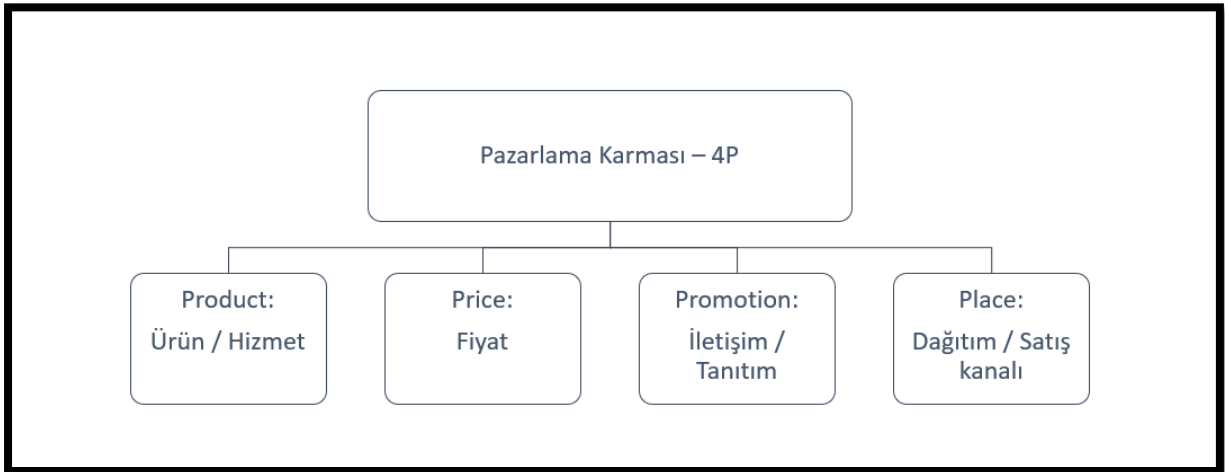 Pazarlama Karması – 4P
Product:
Ürün / Hizmet
Price:
Fiyat
Promotion:
İletişim /
Tanıtım
Place:
Dağıtım / Satış
kanalı